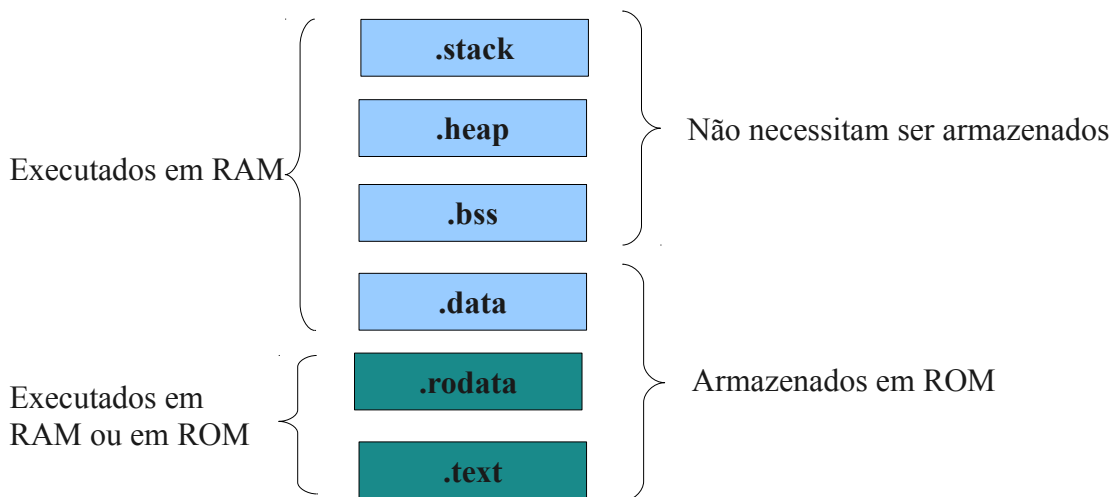 .stack
.heap
Não necessitam ser armazenados
Executados em RAM
.bss
.data
.rodata
Armazenados em ROM
Executados em
RAM ou em ROM
.text